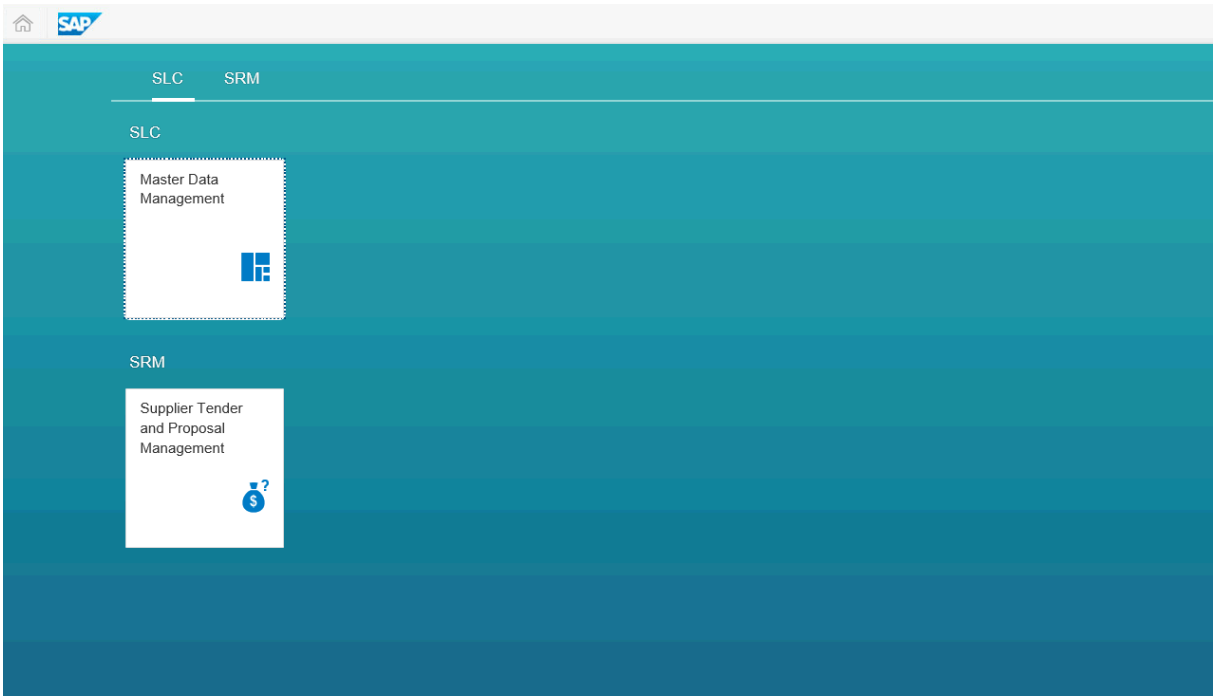 SAP
SLC SRM
SLC
Master Data
Management
SRM
Supplier Tender
and Proposal
Management
$ ?